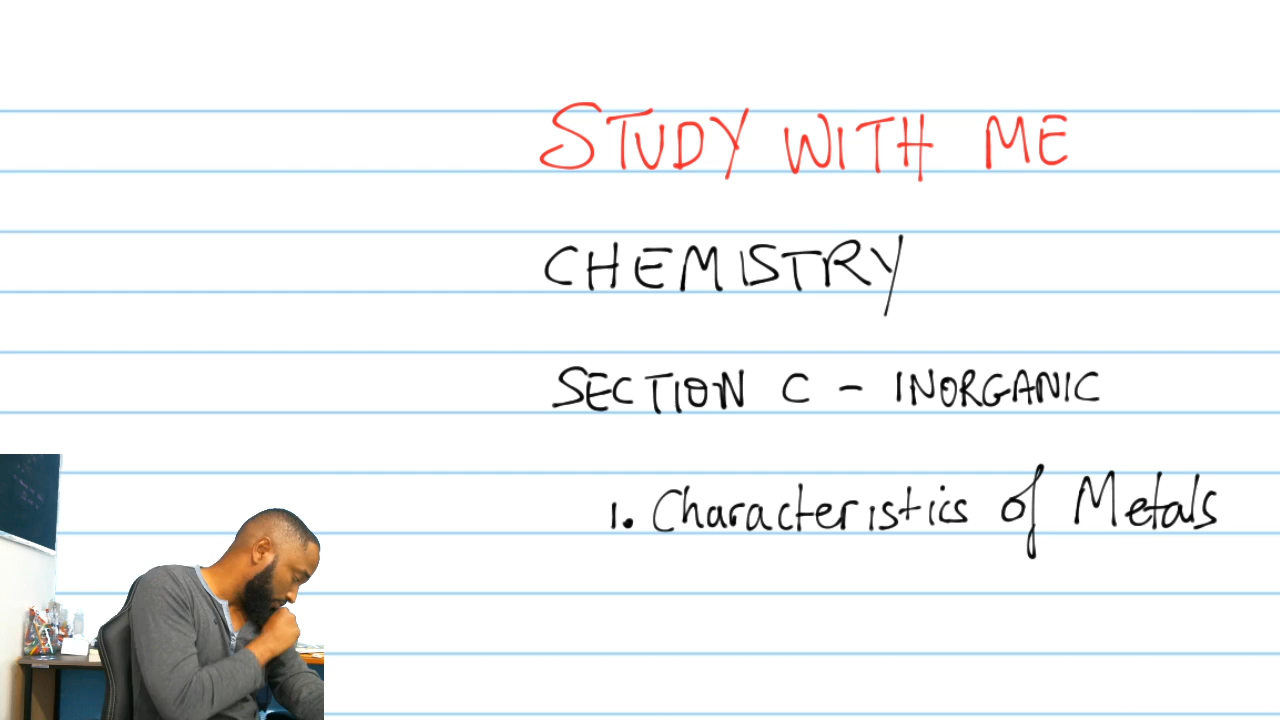 STUDY WITH ME
CHEMISTRY
SECTION C - INORGANIC
1. Characteristics of Metals